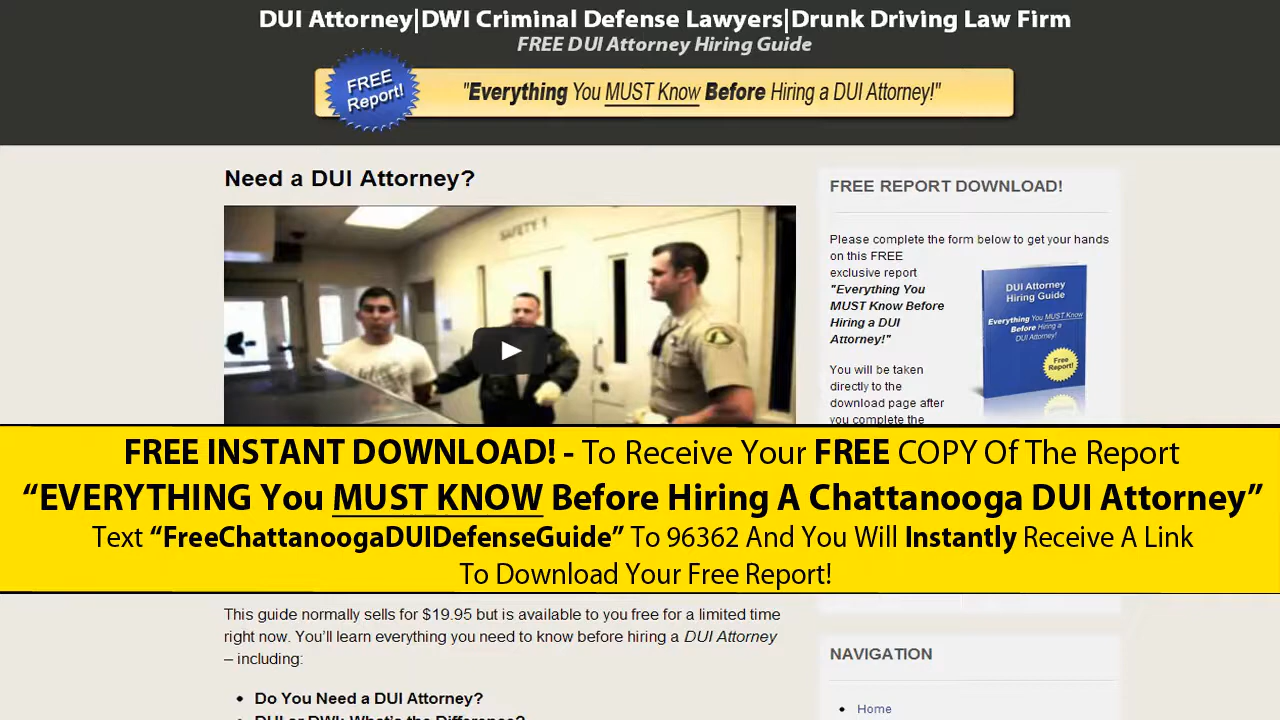 DUI Attorney|DWI Criminal Defense Lawyers|Drunk Driving Law Firm
FREE DUI Attorney Hiring Guide
FREE
Report!
"Everything You MUST Know Before Hiring a DUI Attorney!"
Need a DUI Attorney?
SAFETY 1
FREE REPORT DOWNLOAD!
Please complete the form below to get your hands
on this FREE
exclusive report
"Everything You
MUST Know Before
Hiring a DUI
Attorney!"
You will be taken
directly to the
download page after
you complete the
DUI Attorney
Hiring Guide
Everything You MUST Know
Before Hiring a
DUI Attorney!
Free
Report!
FREE INSTANT DOWNLOAD! - To Receive Your FREE COPY Of The Report
“EVERYTHING You MUST KNOW Before Hiring A Chattanooga DUI Attorney”
Text “FreeChattanoogaDUIDefenseGuide” To 96362 And You Will Instantly Receive A Link
To Download Your Free Report!
This guide normally sells for $19.95 but is available to you free for a limited time
right now. You’ll learn everything you need to know before hiring a DUI Attorney
– including:
• Do You Need a DUI Attorney?
• DUI or DWI: What's the Difference?
NAVIGATION
• Home